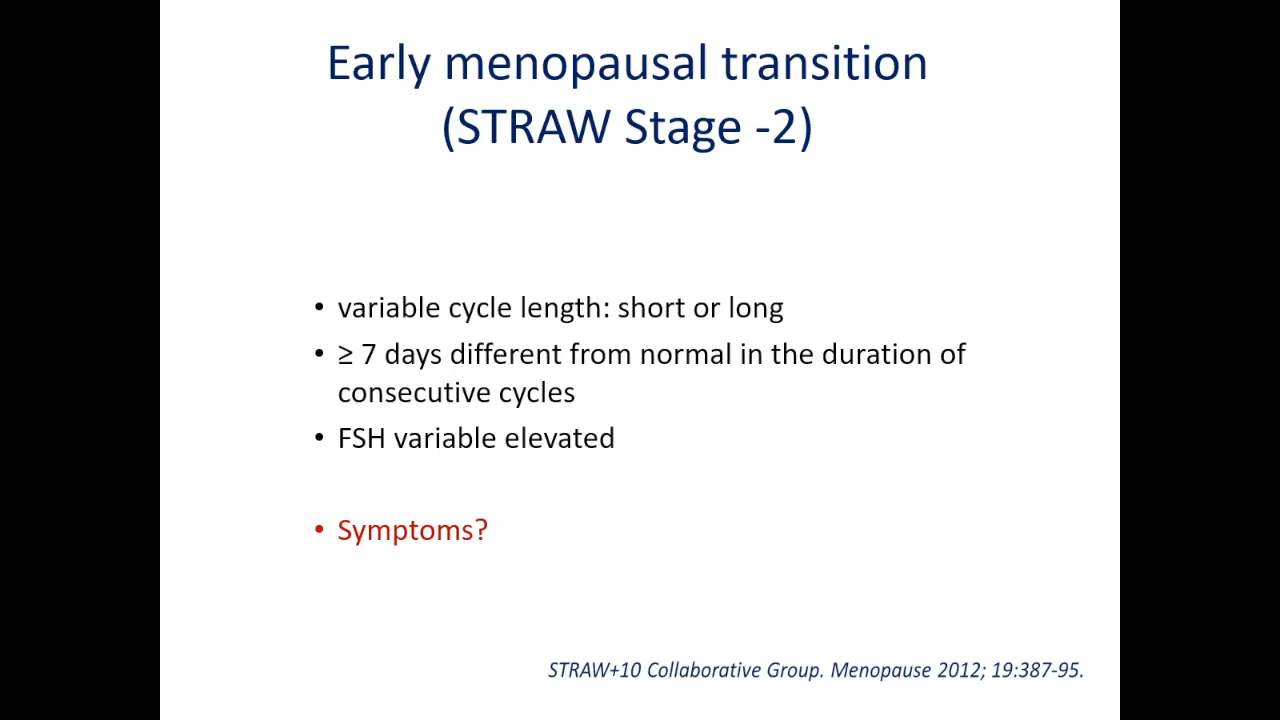 Early menopausal transition
(STRAW Stage -2)
• variable cycle length: short or long
• ≥ 7 days different from normal in the duration of
consecutive cycles
• FSH variable elevated
• Symptoms?
STRAW+10 Collaborative Group. Menopause 2012; 19:387-95.